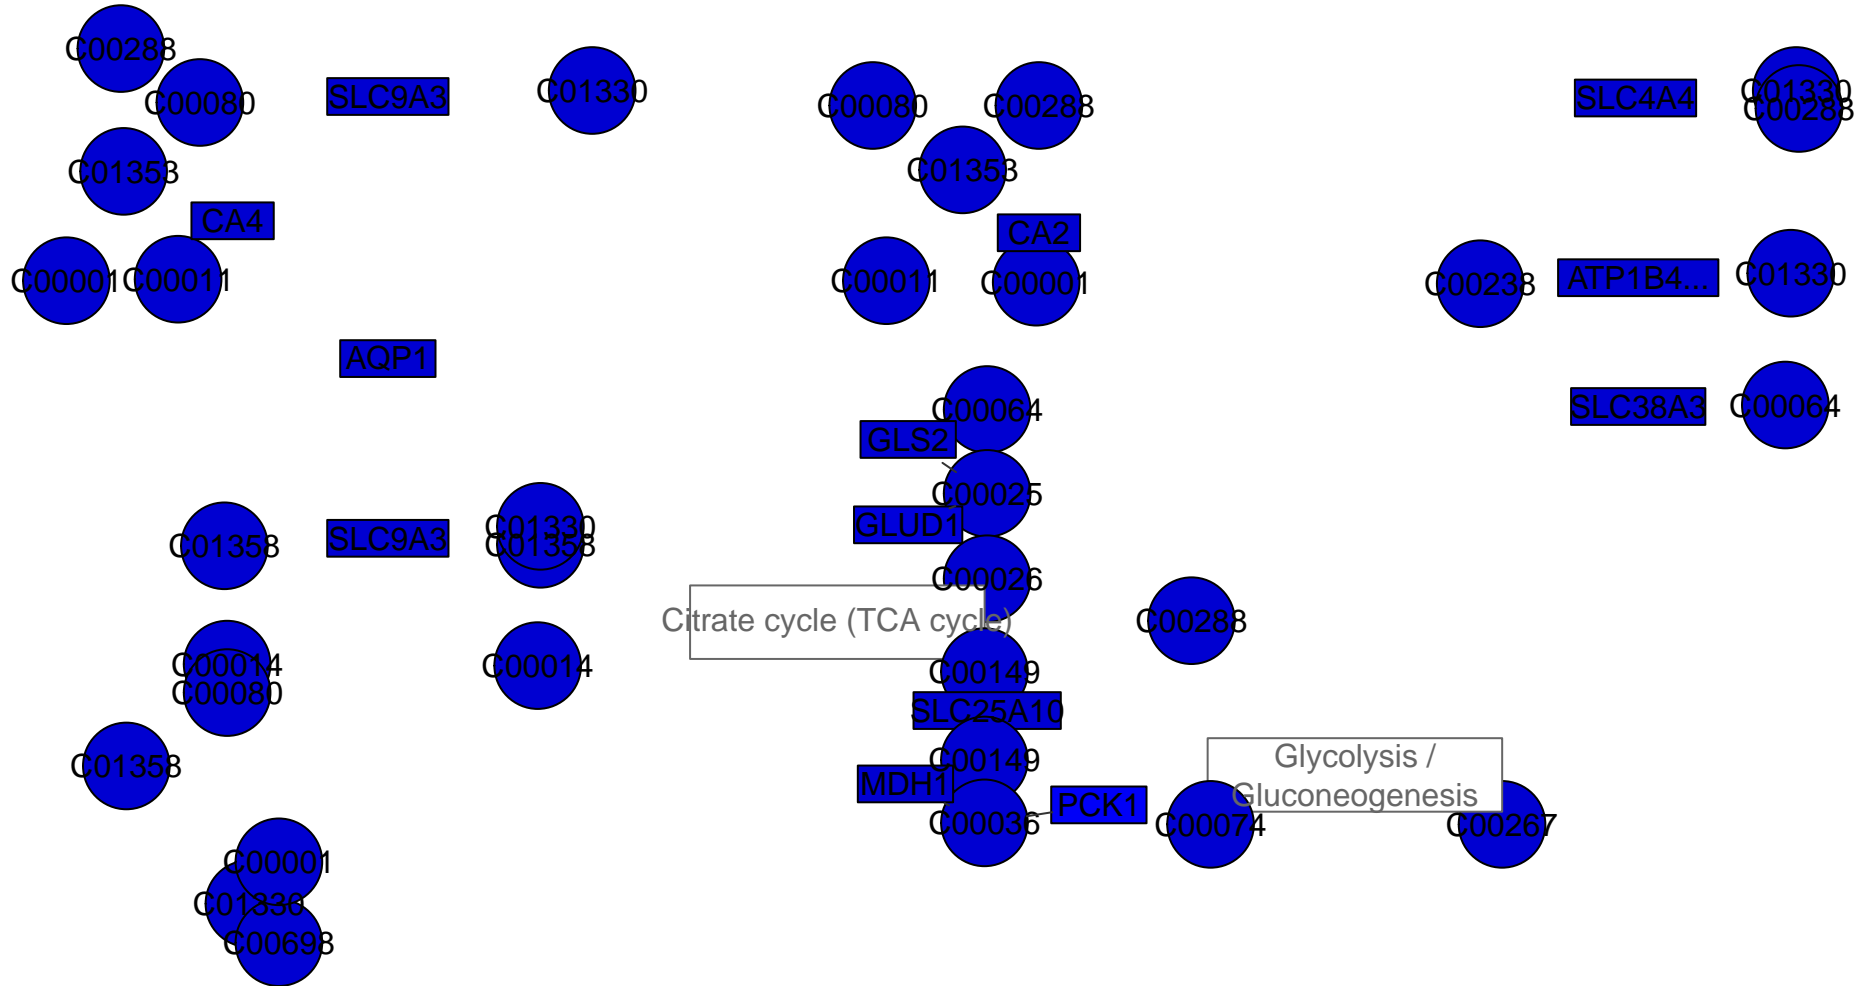 C00288
C00080
SLC9A3
C01330
C01353
CA4
C00001
C00011
AQP1
C00080
C00288
C01353
CA2
C00011
C00001
SLC4A4
C01330
C00288
C00238
ATP1B4...
C01330
SLC38A3
C00064
C00064
GLS2
C00025
GLUD1
C00026
Citrate cycle (TCA cycle)
C00149
SLC25A10
C00149
MDH1
C00036
PCK1
C00288
Glycolysis /
Gluconeogenesis
C00074
C00267
C01358
SLC9A3
C01330
C01358
C00014
C00080
C00014
C01358
C00001
C01330
C00698